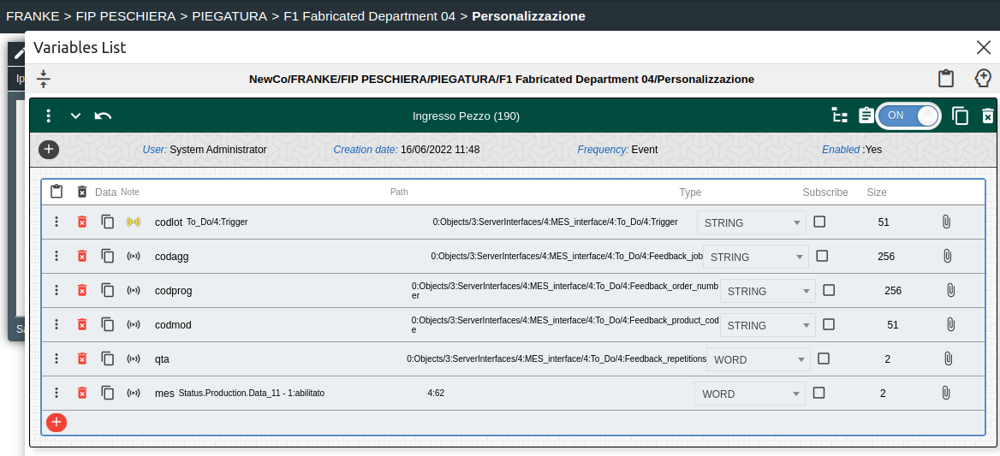 FRANKE > FIP PESCHIERA > PIEGATURA > F1 Fabricated Department 04 > Personalizzazione
Variables List
Ip
NewCo/FRANKE/FIP PESCHIERA/PIEGATURA/F1 Fabricated Department 04/Personalizzazione
Ingresso Pezzo (190) ON
User: System Administrator Creation date: 16/06/2022 11:48 Frequency: Event Enabled :Yes
Data Note Path Type Subscribe Size
codlot To_Do/4:Trigger 0:Objects/3:ServerInterfaces/4:MES_interface/4:To_Do/4:Trigger STRING 51
codagg 0:Objects/3:ServerInterfaces/4:MES_interface/4:To_Do/4:Feedback_job STRING 256
codprog 0:Objects/3:ServerInterfaces/4:MES_interface/4:To_Do/4:Feedback_order_numb
er STRING 256
codmod 0:Objects/3:ServerInterfaces/4:MES_interface/4:To_Do/4:Feedback_product_cod
e STRING 51
Sa
qta 0:Objects/3:ServerInterfaces/4:MES_interface/4:To_Do/4:Feedback_repetitions WORD 2
mes Status.Production.Data_11 - 1:abilitato 4:62 WORD 2